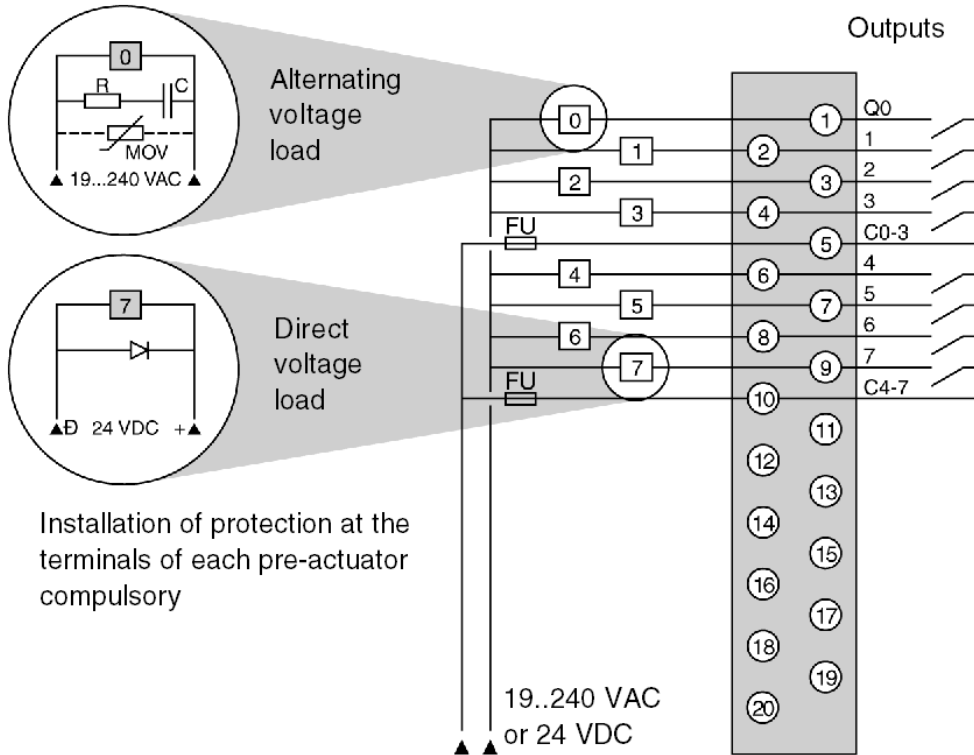 Outputs
0
R
C
MOV
19...240 VAC
Alternating
voltage
load
0
1
Q0
1
2
1
2
3
2
3
4
3
FU
5
C0-3
4
6
4
5
7
5
6
8
6
7
9
7
FU
10
C4-7
7
Đ 24 VDC +
Direct
voltage
load
11
12
13
14
15
16
17
18
19
20
Installation of protection at the
terminals of each pre-actuator
compulsory
19..240 VAC
or 24 VDC